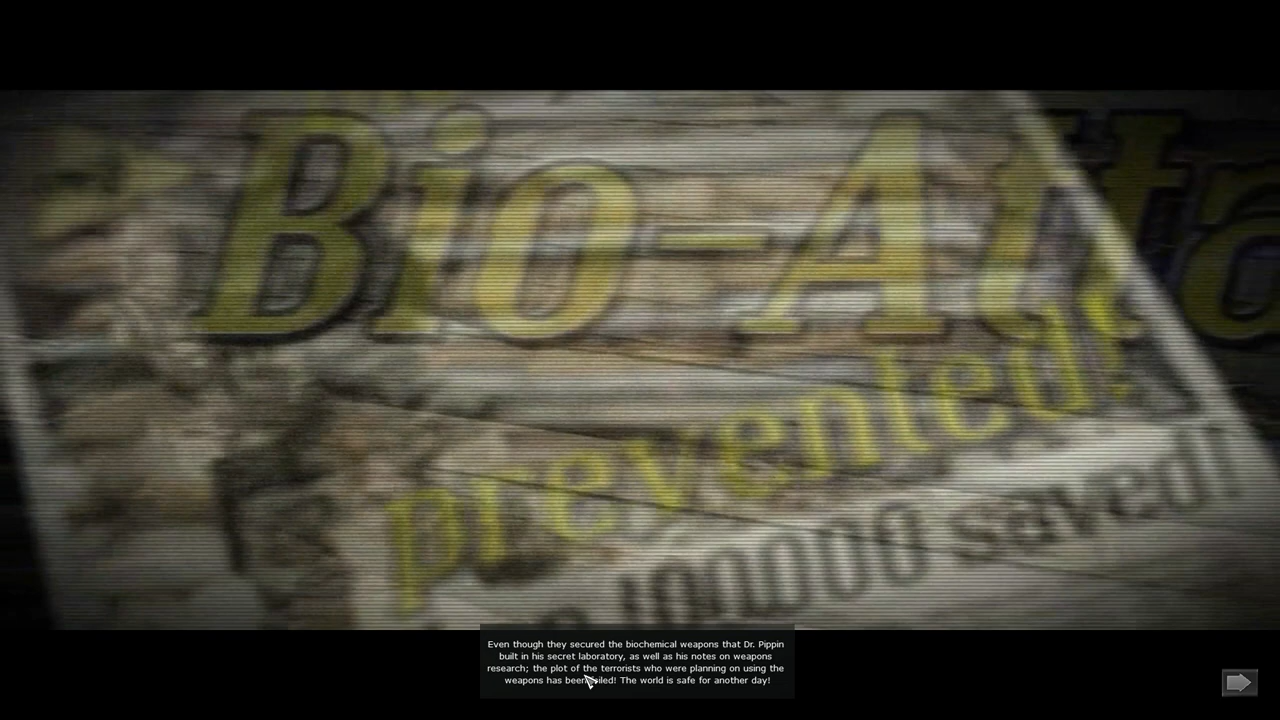 Bio-Atta
prevented!
100000 saved!
Even though they secured the biochemical weapons that Dr. Pippin
built in his secret laboratory, as well as his notes on weapons
research; the plot of the terrorists who were planning on using the
weapons has been foiled! The world is safe for another day!